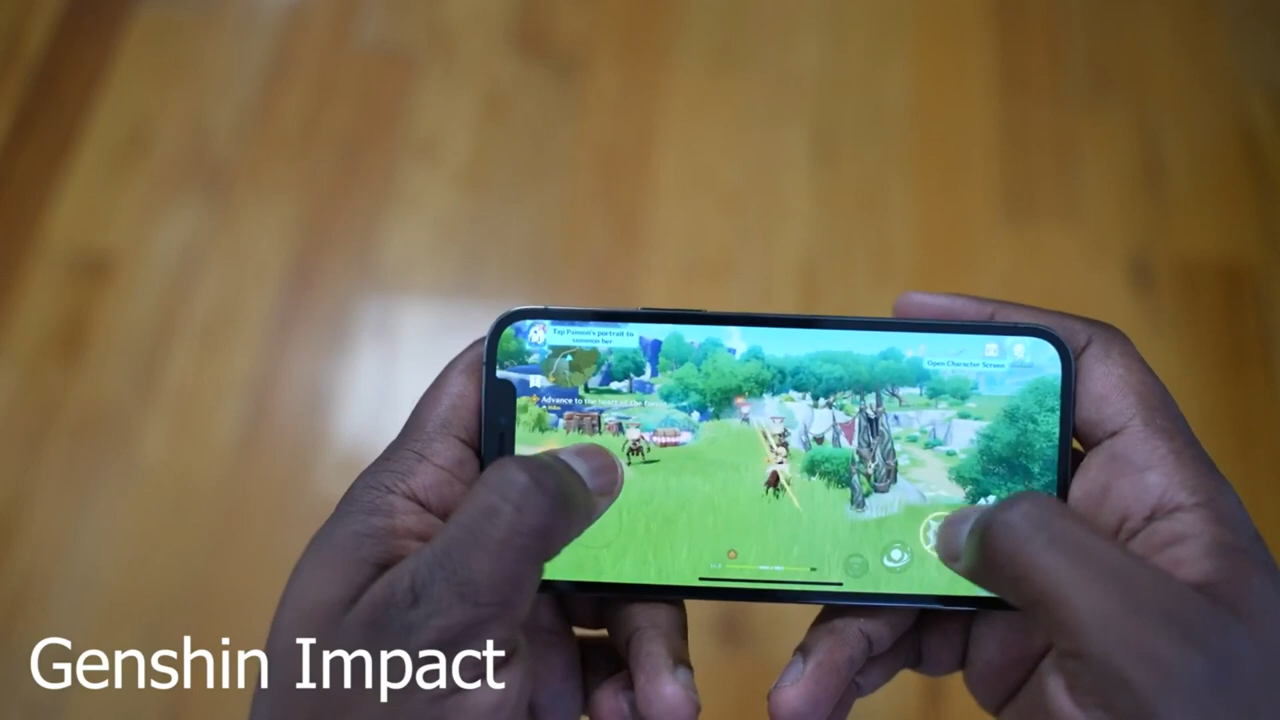 Tap Paimon's portrait to
summon her
Open Character Screen
Advance to the heart of the forest
Genshin Impact